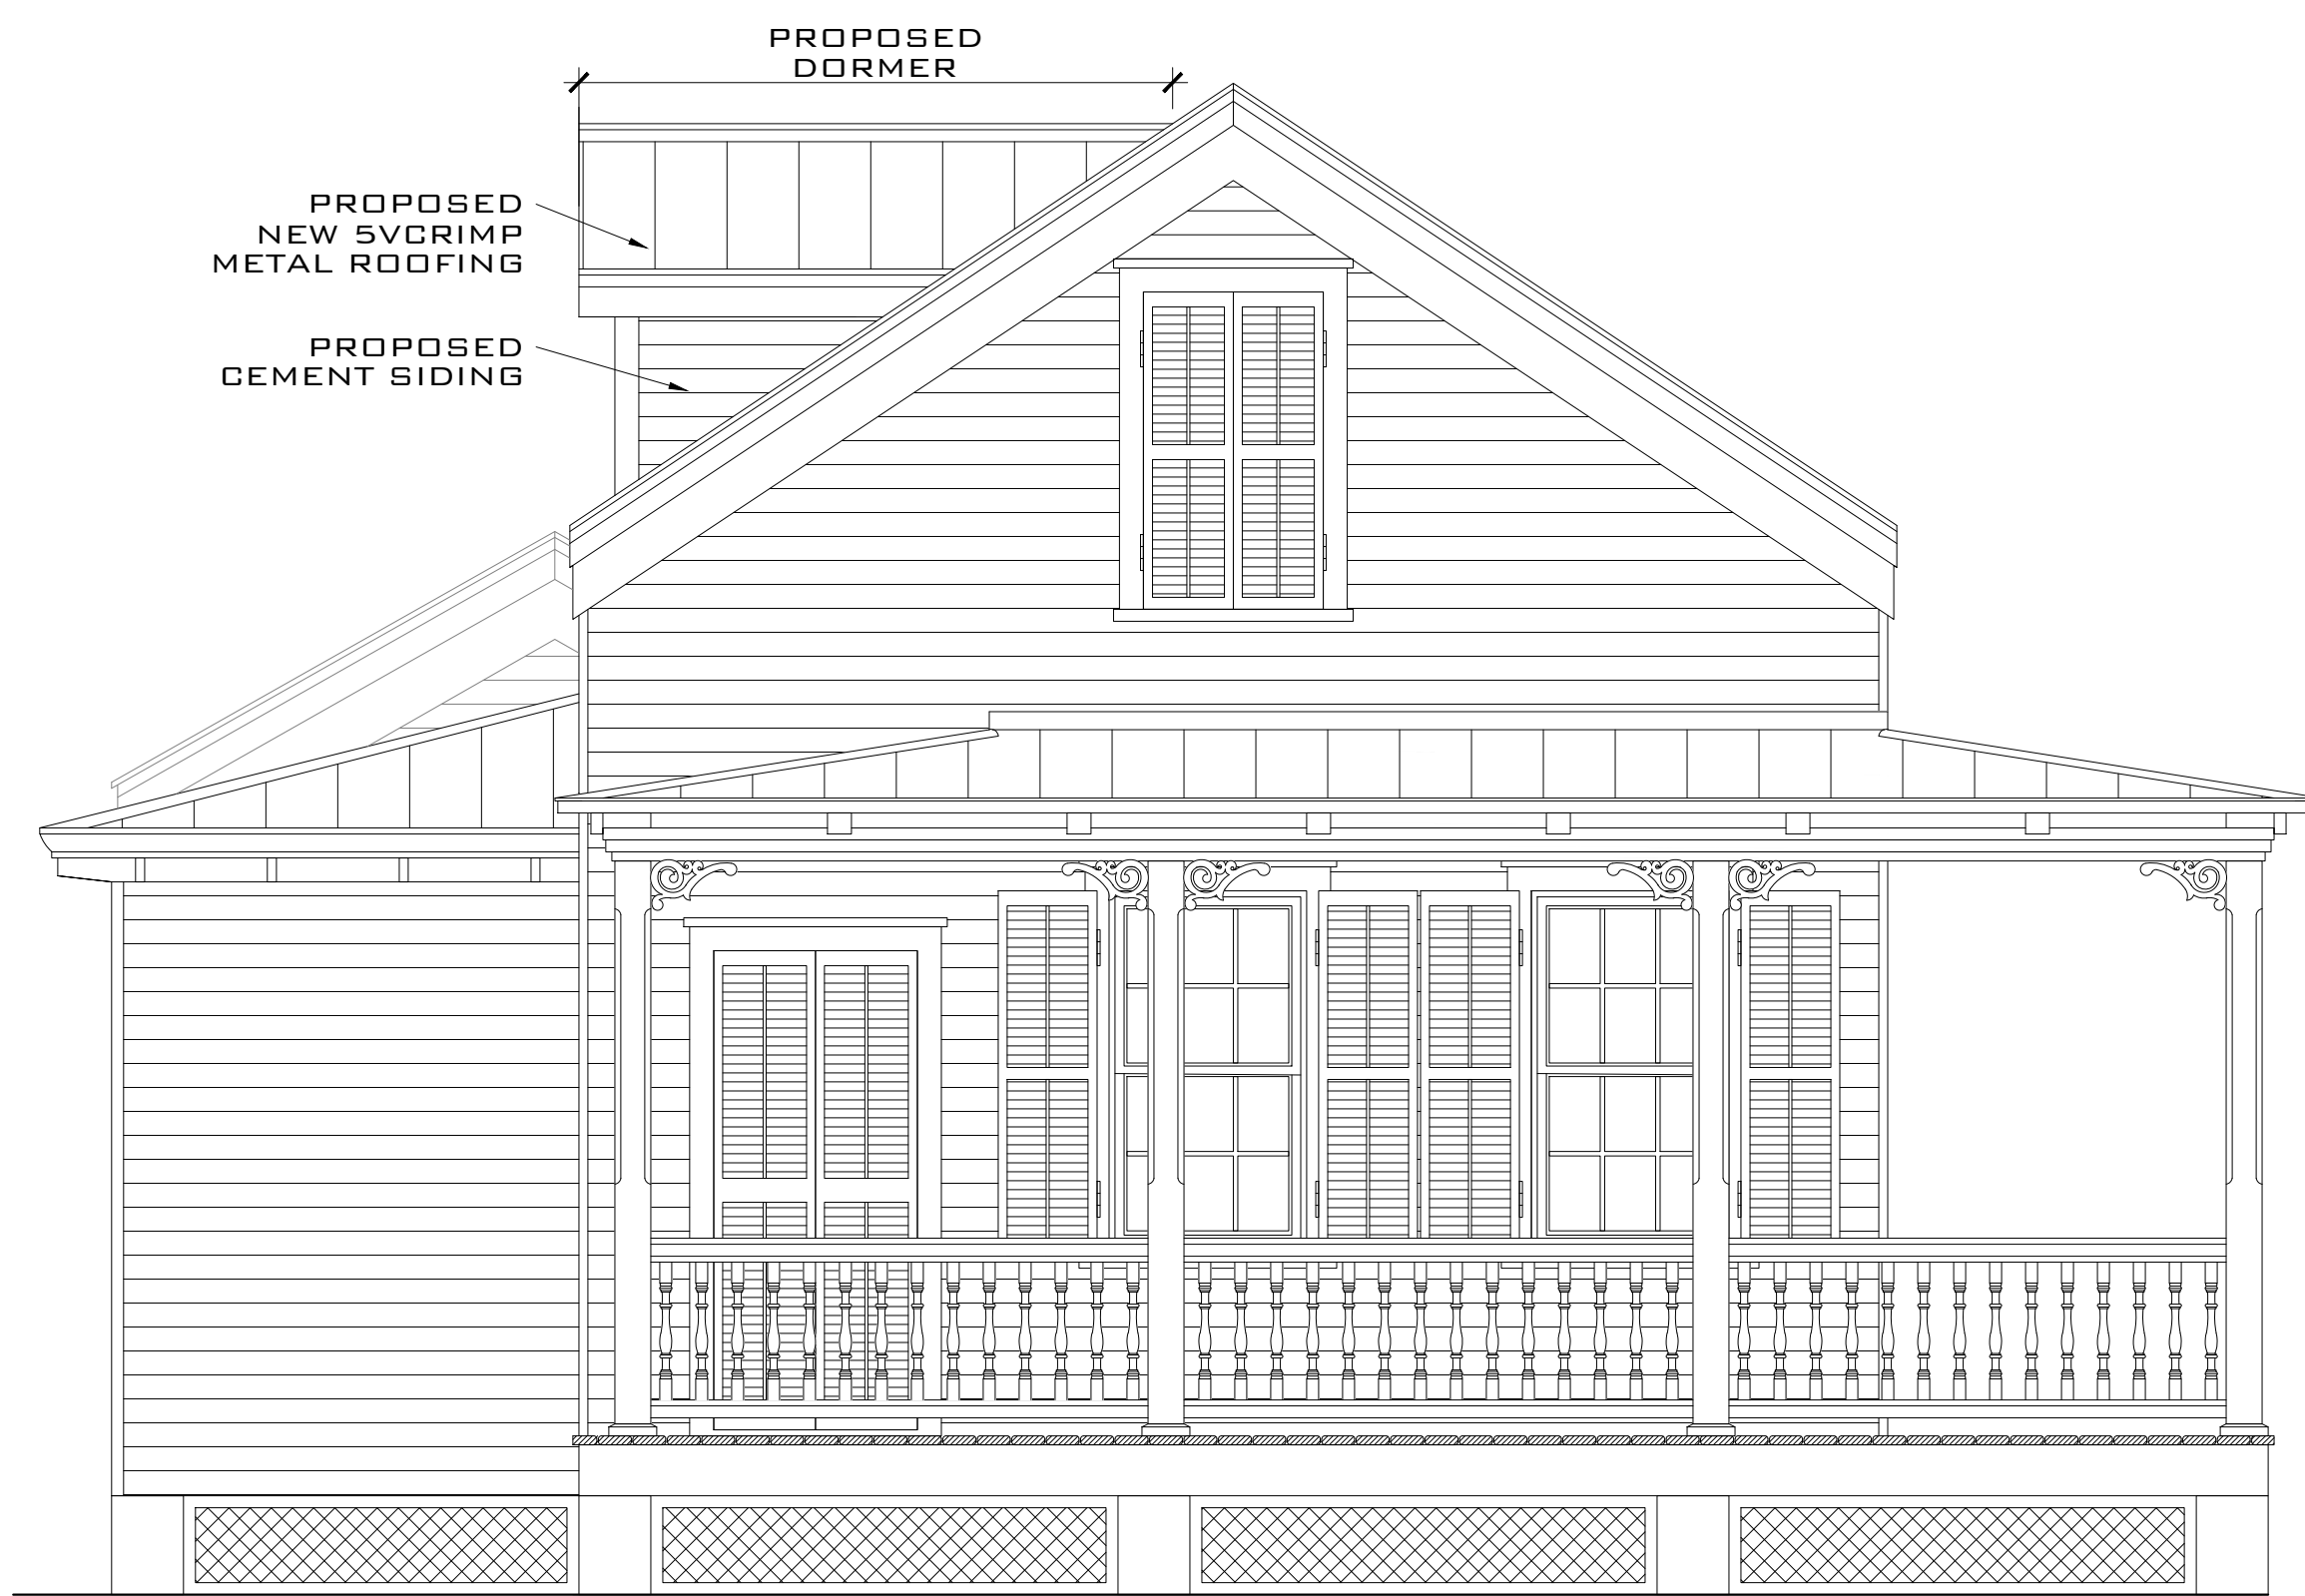 PROPOSED
DORMER
PROPOSED
NEW 5VCRIMP
METAL ROOFING
PROPOSED
CEMENT SIDING